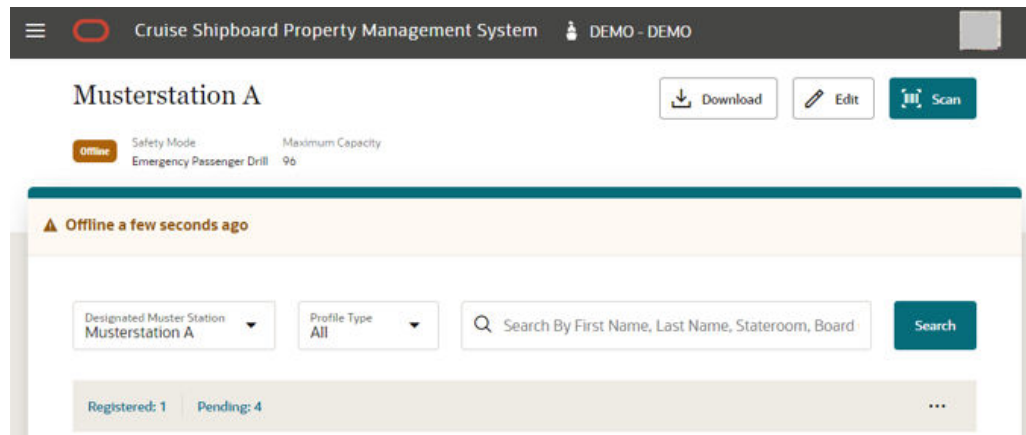 Cruise Shipboard Property Management System DEMO - DEMO
Musterstation A
Download Edit Scan
Offline
Safety Mode Maximum Capacity
Emergency Passenger Drill 96
Offline a few seconds ago
Designated Muster Station
Musterstation A
Profile Type
All
Search By First Name, Last Name, Stateroom, Board
Search
Registered: 1 Pending: 4